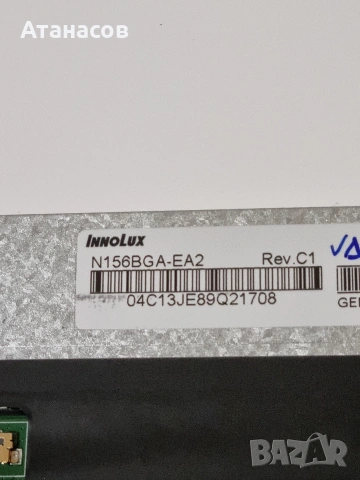 Атанасов
INNOLUX
N156BGA-EA2 Rev.C1
04C13JE89Q21708
GE
BAZAR